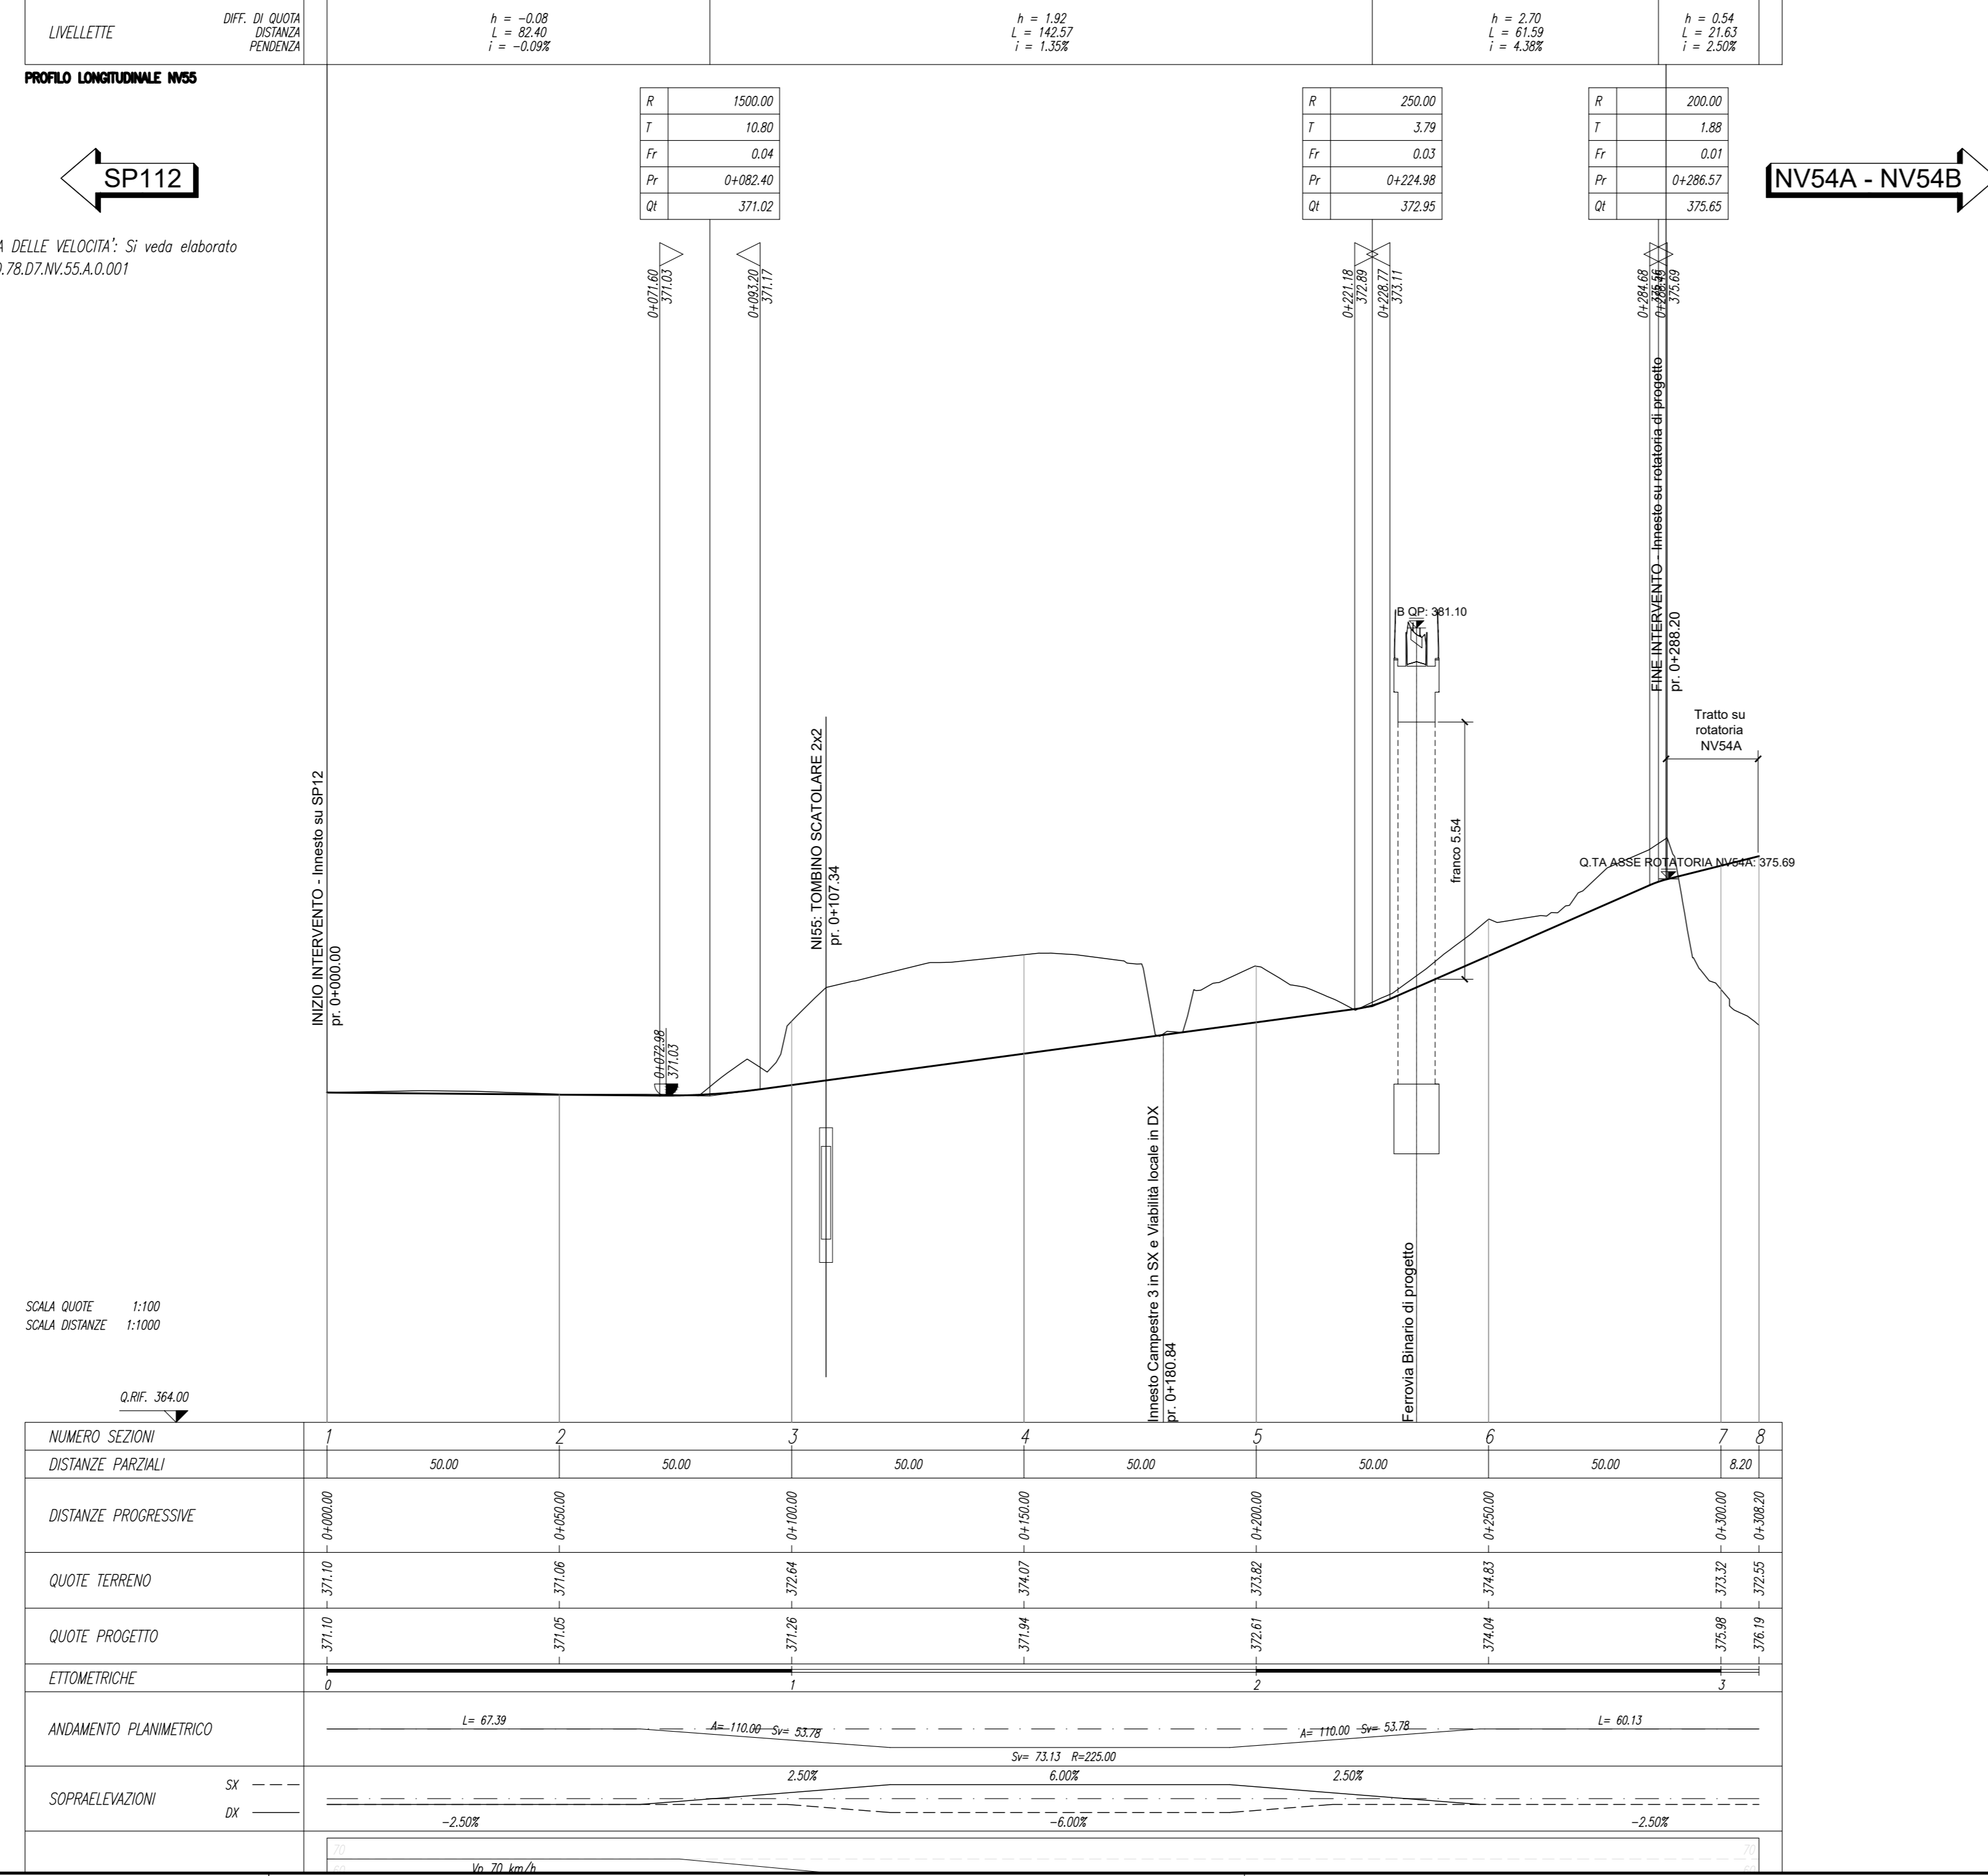 LIVELLETTE
DIFF. DI QUOTA
DISTANZA
PENDENZA
h = -0.08
L = 82.40
i = -0.09%
h = 1.92
L = 142.57
i = 1.35%
h = 2.70
L = 61.59
i = 4.38%
h = 0.54
L = 21.63
i = 2.50%
PROFILO LONGITUDINALE NV55
R 1500.00
T 10.80
Fr 0.04
Pr 0+082.40
Qt 371.02
R 250.00
T 3.79
Fr 0.03
Pr 0+224.98
Qt 372.95
R 200.00
T 1.88
Fr 0.01
Pr 0+286.57
Qt 375.65
SP112
NV54A - NV54B
A DELLE VELOCITA': Si veda elaborato
0.78.D7.NV.55.A.0.001
0+071.60
371.03
0+093.20
371.17
0+221.18
372.89
0+228.77
373.11
0+284.68
375.69
FINE INTERVENTO - Innesto su rotatoria di progetto
pr. 0+288.20
B QP: 381.10
Tratto su
rotatoria
NV54A
INIZIO INTERVENTO - Innesto su SP12
pr. 0+000.00
NI55: TOMBINO SCATOLARE 2x2
pr. 0+107.34
franco 5.54
Q.TA ASSE ROTATORIA NV54A: 375.69
0+072.98
371.03
Innesto Campestre 3 in SX e Viabilità locale in DX
pr. 0+180.84
Ferrovia Binario di progetto
SCALA QUOTE 1:100
SCALA DISTANZE 1:1000
Q.RIF. 364.00
NUMERO SEZIONI 1 2 3 4 5 6 7 8
DISTANZE PARZIALI 50.00 50.00 50.00 50.00 50.00 50.00 8.20
DISTANZE PROGRESSIVE 0+000.00 0+050.00 0+100.00 0+150.00 0+200.00 0+250.00 0+300.00 0+308.20
QUOTE TERRENO 371.10 371.06 372.64 374.07 373.82 374.83 373.32 372.55
QUOTE PROGETTO 371.10 371.05 371.26 371.94 372.61 374.04 375.98 376.19
ETTOMETRICHE 0 1 2 3
ANDAMENTO PLANIMETRICO L= 67.39 A= 110.00 Sv= 53.78 Sv= 73.13 R=225.00 A= 110.00 Sv= 53.78 L= 60.13
SOPRAELEVAZIONI
SX
DX
2.50% 6.00% 2.50%
-2.50% -6.00% -2.50%
70 70
60 60
Vp 70 km/h